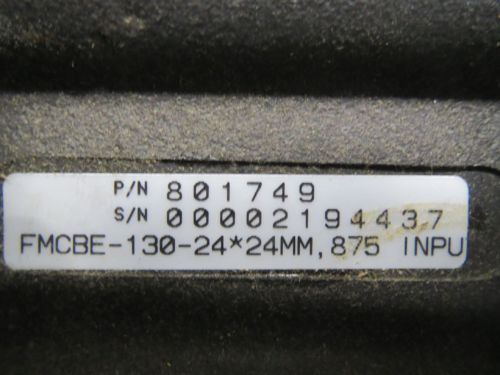 P/N 801749
S/N 00002194437
FMCBE-130-24*24MM,875 INPU